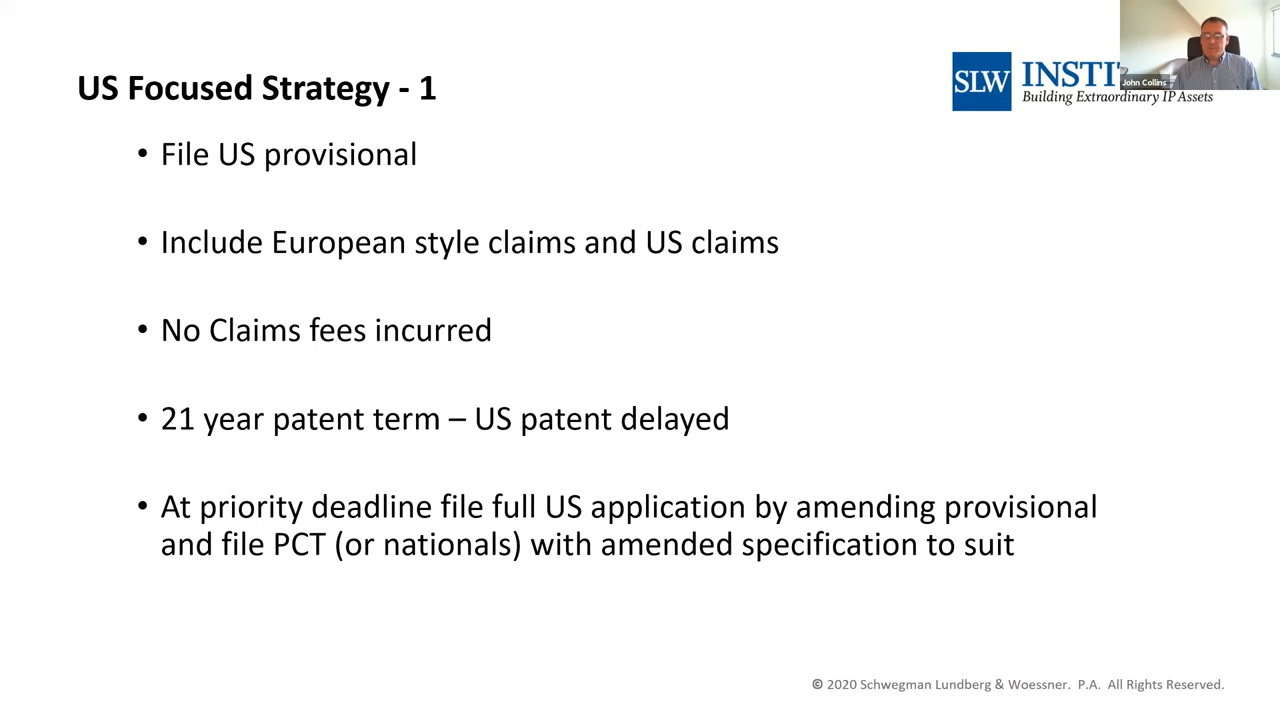 US Focused Strategy - 1
SLW
INSTI
Building Extraordinary IP Assets
John Collins
• File US provisional
• Include European style claims and US claims
• No Claims fees incurred
• 21 year patent term – US patent delayed
• At priority deadline file full US application by amending provisional
and file PCT (or nationals) with amended specification to suit
© 2020 Schwegman Lundberg & Woessner. P.A. All Rights Reserved.